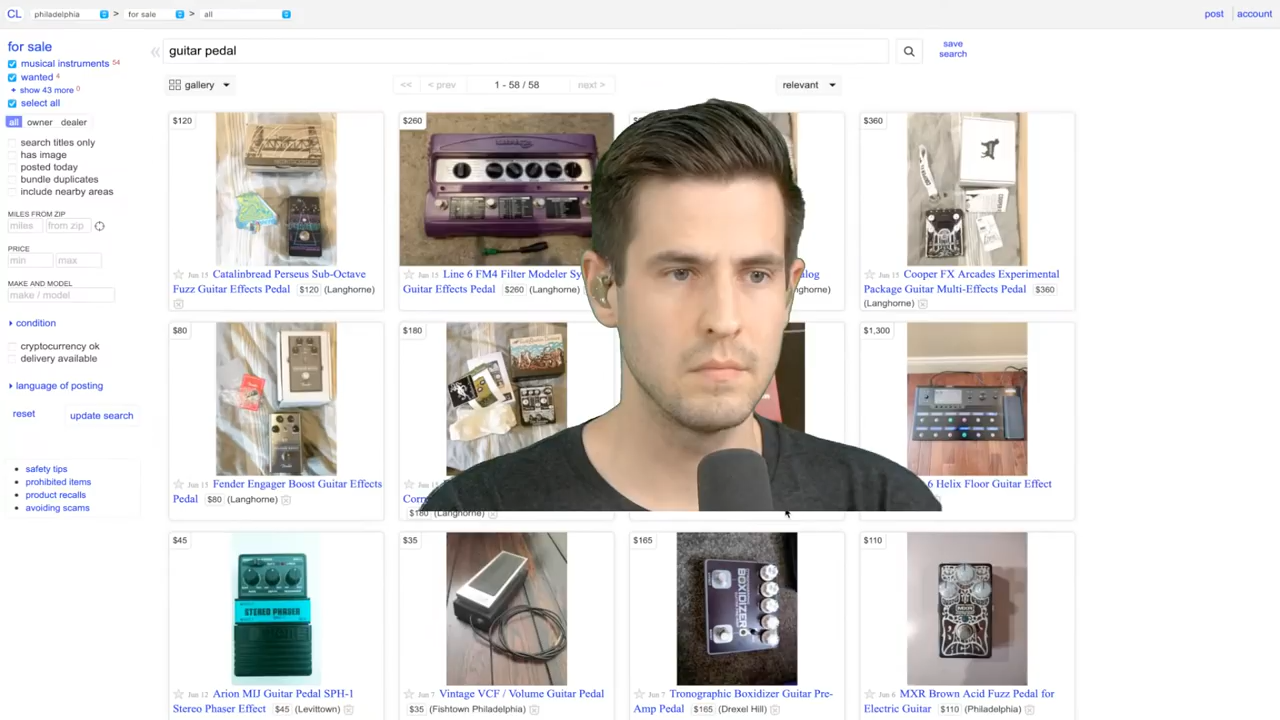 CL philadelphia > for sale > all post account
for sale
musical instruments 54
wanted 4
+ show 43 more 0
select all
all owner dealer
search titles only
has image
posted today
bundle duplicates
include nearby areas
MILES FROM ZIP
miles from zip
PRICE
min max
MAKE AND MODEL
make / model
condition
cryptocurrency ok
delivery available
language of posting
reset update search
safety tips
prohibited items
product recalls
avoiding scams
guitar pedal
save
search
gallery << < prev 1 - 58 / 58 next > relevant
$120
Jun 15 Catalinbread Perseus Sub-Octave
Fuzz Guitar Effects Pedal $120 (Langhorne)
$260
Jun 15 Line 6 FM4 Filter Modeler
Guitar Effects Pedal $260
$360
Jun 15 Cooper FX Arcades Experimental
Package Guitar Multi-Effects Pedal $360
(Langhorne)
$80
Jun 15 Fender Engager Boost Guitar Effects
Pedal $80 (Langhorne)
$180
$180 (Langhorne)
$1,300
6 Helix Floor Guitar Effect
$45
STEREO PHASER
Jun 12 Arion MIJ Guitar Pedal SPH-1
Stereo Phaser Effect $45 (Levittown)
$35
Jun 7 Vintage VCF / Volume Guitar Pedal
$35 (Fishtown Philadelphia)
$165
BOXIDIZERO
Jun 7 Tronographic Boxidizer Guitar Pre-
Amp Pedal $165 (Drexel Hill)
$110
MXR
Jun 6 MXR Brown Acid Fuzz Pedal for
Electric Guitar $110 (Philadelphia)